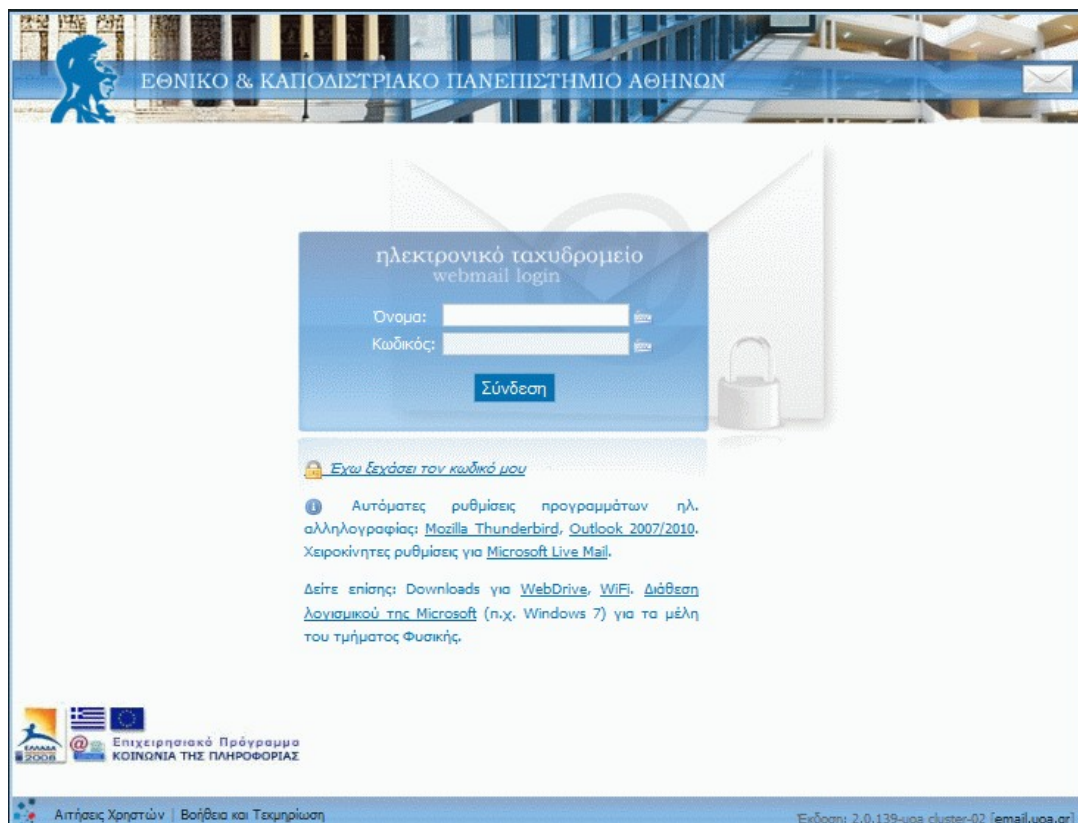 ΕΘΝΙΚΟ & ΚΑΠΟΔΙΣΤΡΙΑΚΟ ΠΑΝΕΠΙΣΤΗΜΙΟ ΑΘΗΝΩΝ
ηλεκτρονικό ταχυδρομείο
webmail login
Όνομα:
Κωδικός:
Σύνδεση
Έχω ξεχάσει τον κωδικό μου
Αυτόματες ρυθμίσεις προγραμμάτων ηλ.
αλληλογραφίας: Mozilla Thunderbird, Outlook 2007/2010.
Χειροκίνητες ρυθμίσεις για Microsoft Live Mail.
Δείτε επίσης: Downloads για WebDrive, WiFi. Διάθεση
λογισμικού της Microsoft (π.χ. Windows 7) για τα μέλη
του τμήματος Φυσικής.
ΕΛΛΑΔΑ
2008
Επιχειρησιακό Πρόγραμμα
ΚΟΙΝΩΝΙΑ ΤΗΣ ΠΛΗΡΟΦΟΡΙΑΣ
Αιτήσεις Χρηστών | Βοήθεια και Τεκμηρίωση
Έκδοση: 2.0.139-uoa cluster-02 [email.uoa.gr]